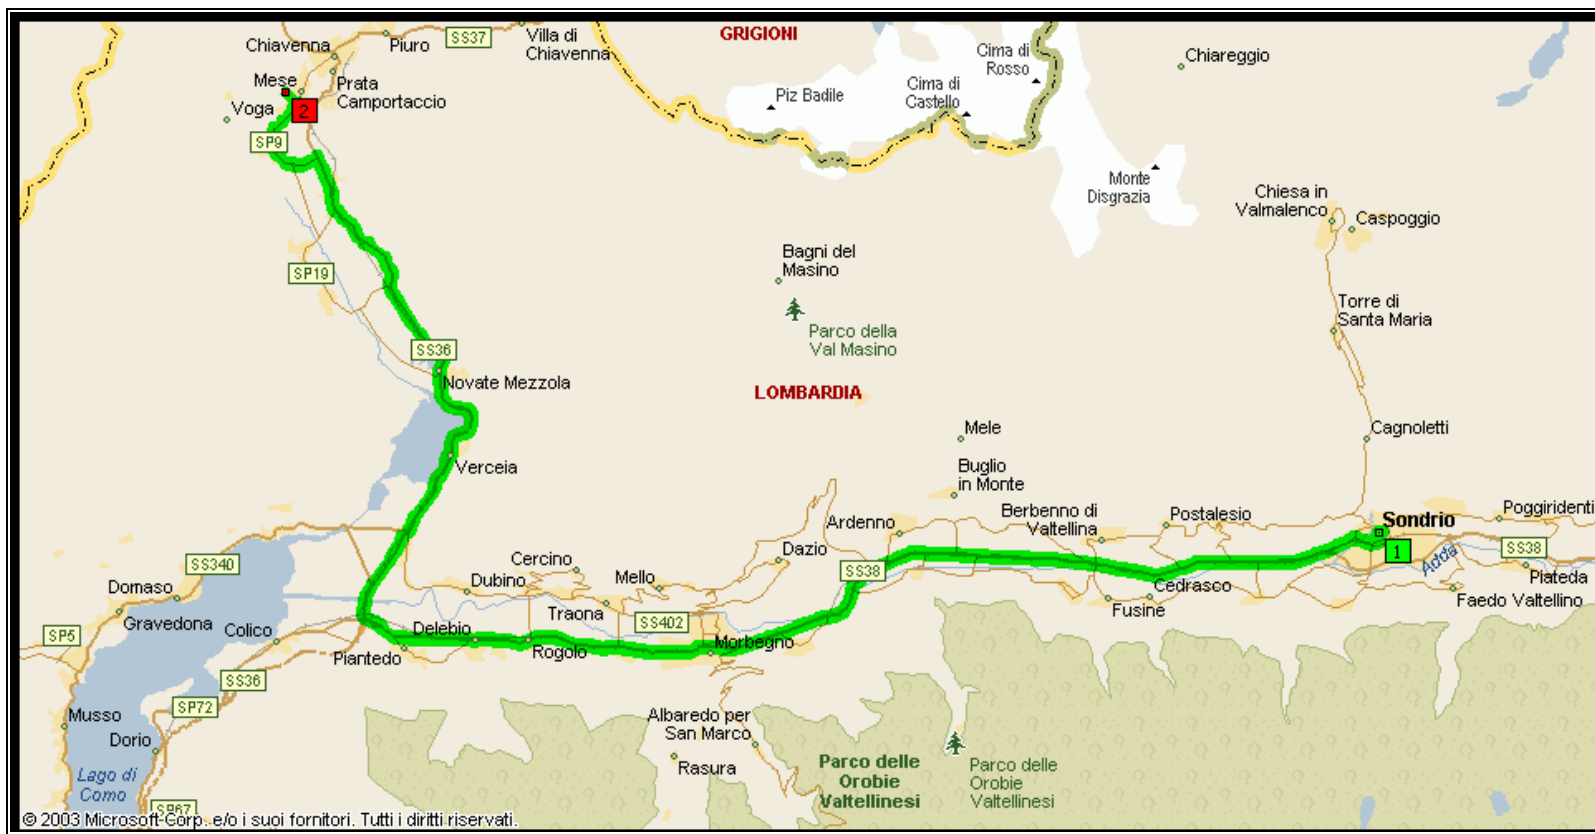 GRIGIONI
Chiavenna
Piuro
SS37
Villa di
Chiavenna
Cima di
Rosso
Chiareggio
Mese
Prata
Camportaccio
Piz Badile
Cima di
Castello
Voga
2
SP9
Monte
Disgrazia
Chiesa in
Valmalenco
Caspoggio
Bagni del
Masino
SP19
Torre di
Santa Maria
Parco della
Val Masino
SS36
Novate Mezzola
LOMBARDIA
Mele
Cagnoletti
Verceia
Buglio
in Monte
Berbenno di
Valtellina
Postalesio
Sondrio
Poggiridenti
Ardenno
1
Adda
SS38
Dazio
Cercino
SS340
Domaso
Dubino
Mello
SS38
Piateda
Cedrasco
Faedo Valtellino
Fusine
Traona
Gravedona
SP5
Colico
Delebio
SS402
Morbegno
Piantedo
Rogolo
SS36
SP72
Musso
Albaredo per
San Marco
Dorio
Rasura
Parco delle
Orobie
Valtellinesi
Parco delle
Orobie
Valtellinesi
Lago di
Como
SP67
© 2003 Microsoft Corp. e/o i suoi fornitori. Tutti i diritti riservati.